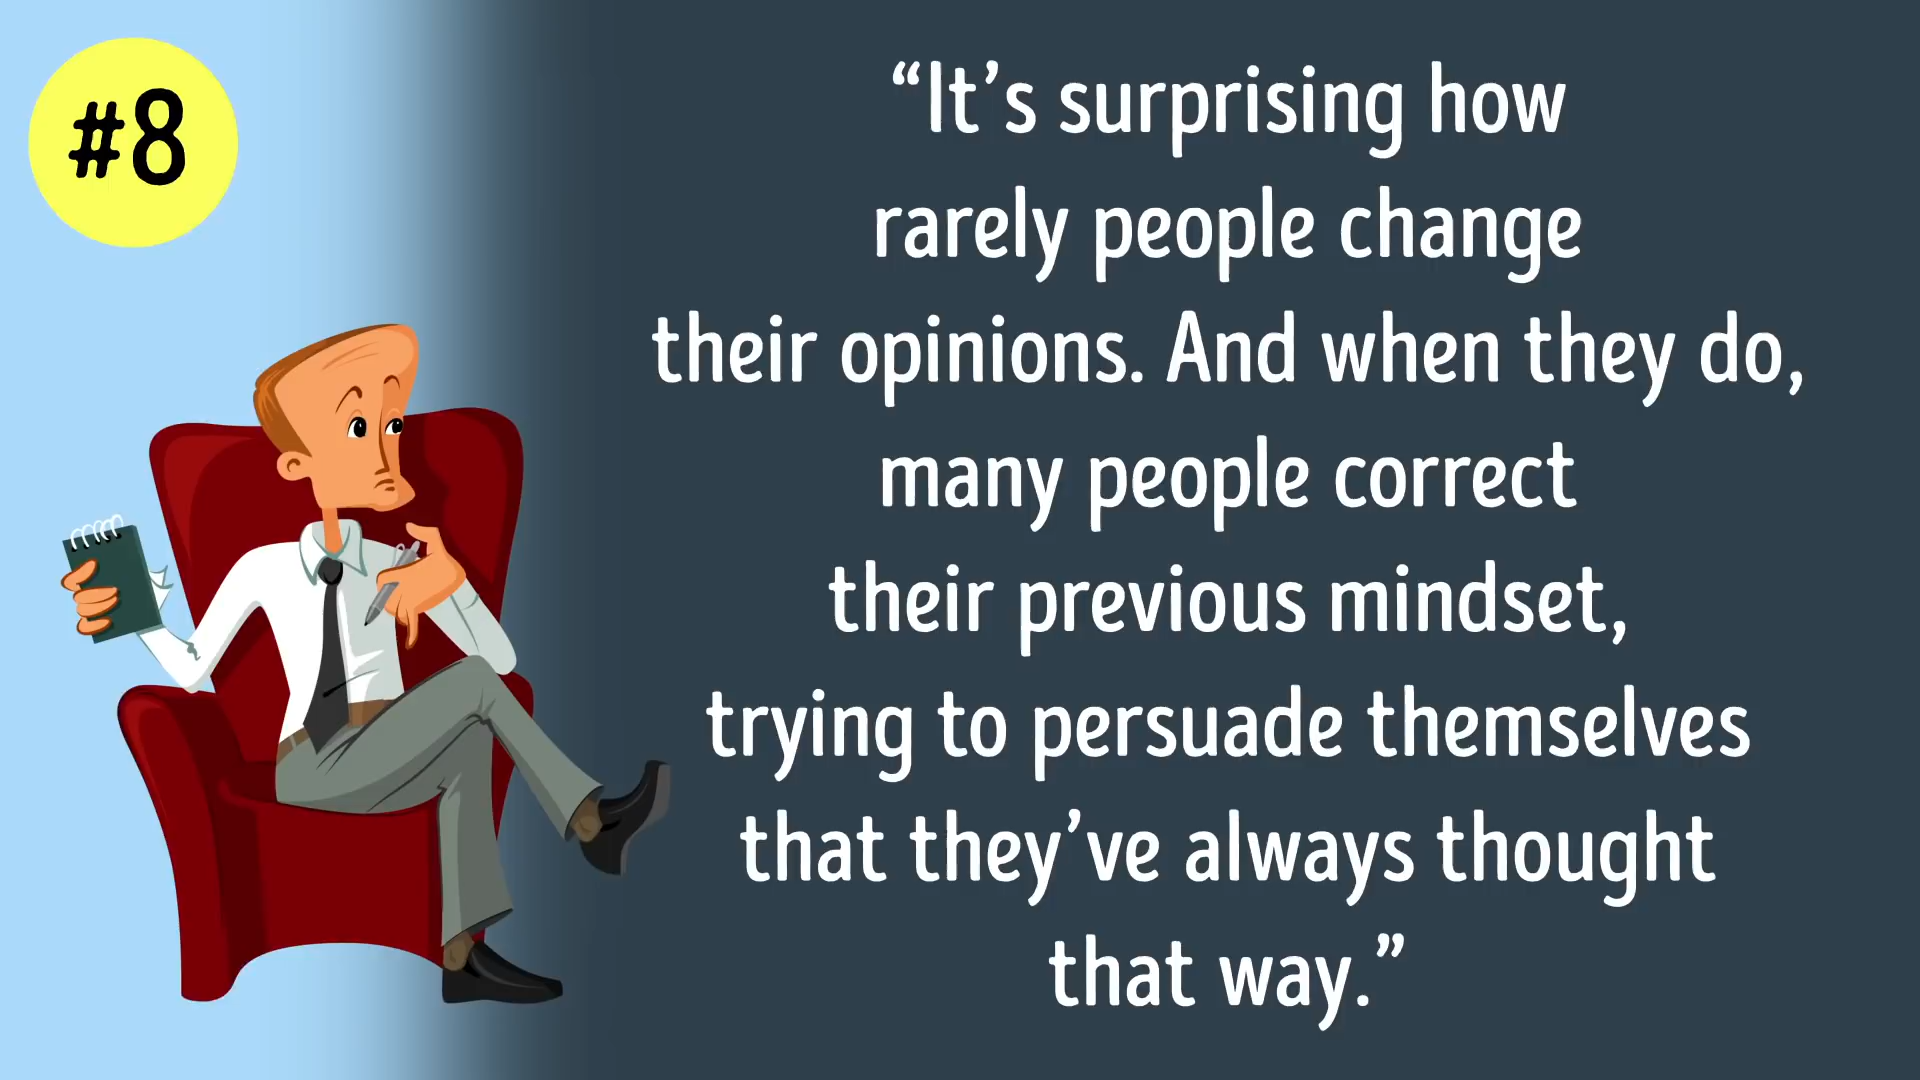 #8
“It’s surprising how
rarely people change
their opinions. And when they do,
many people correct
their previous mindset,
trying to persuade themselves
that they’ve always thought
that way.”